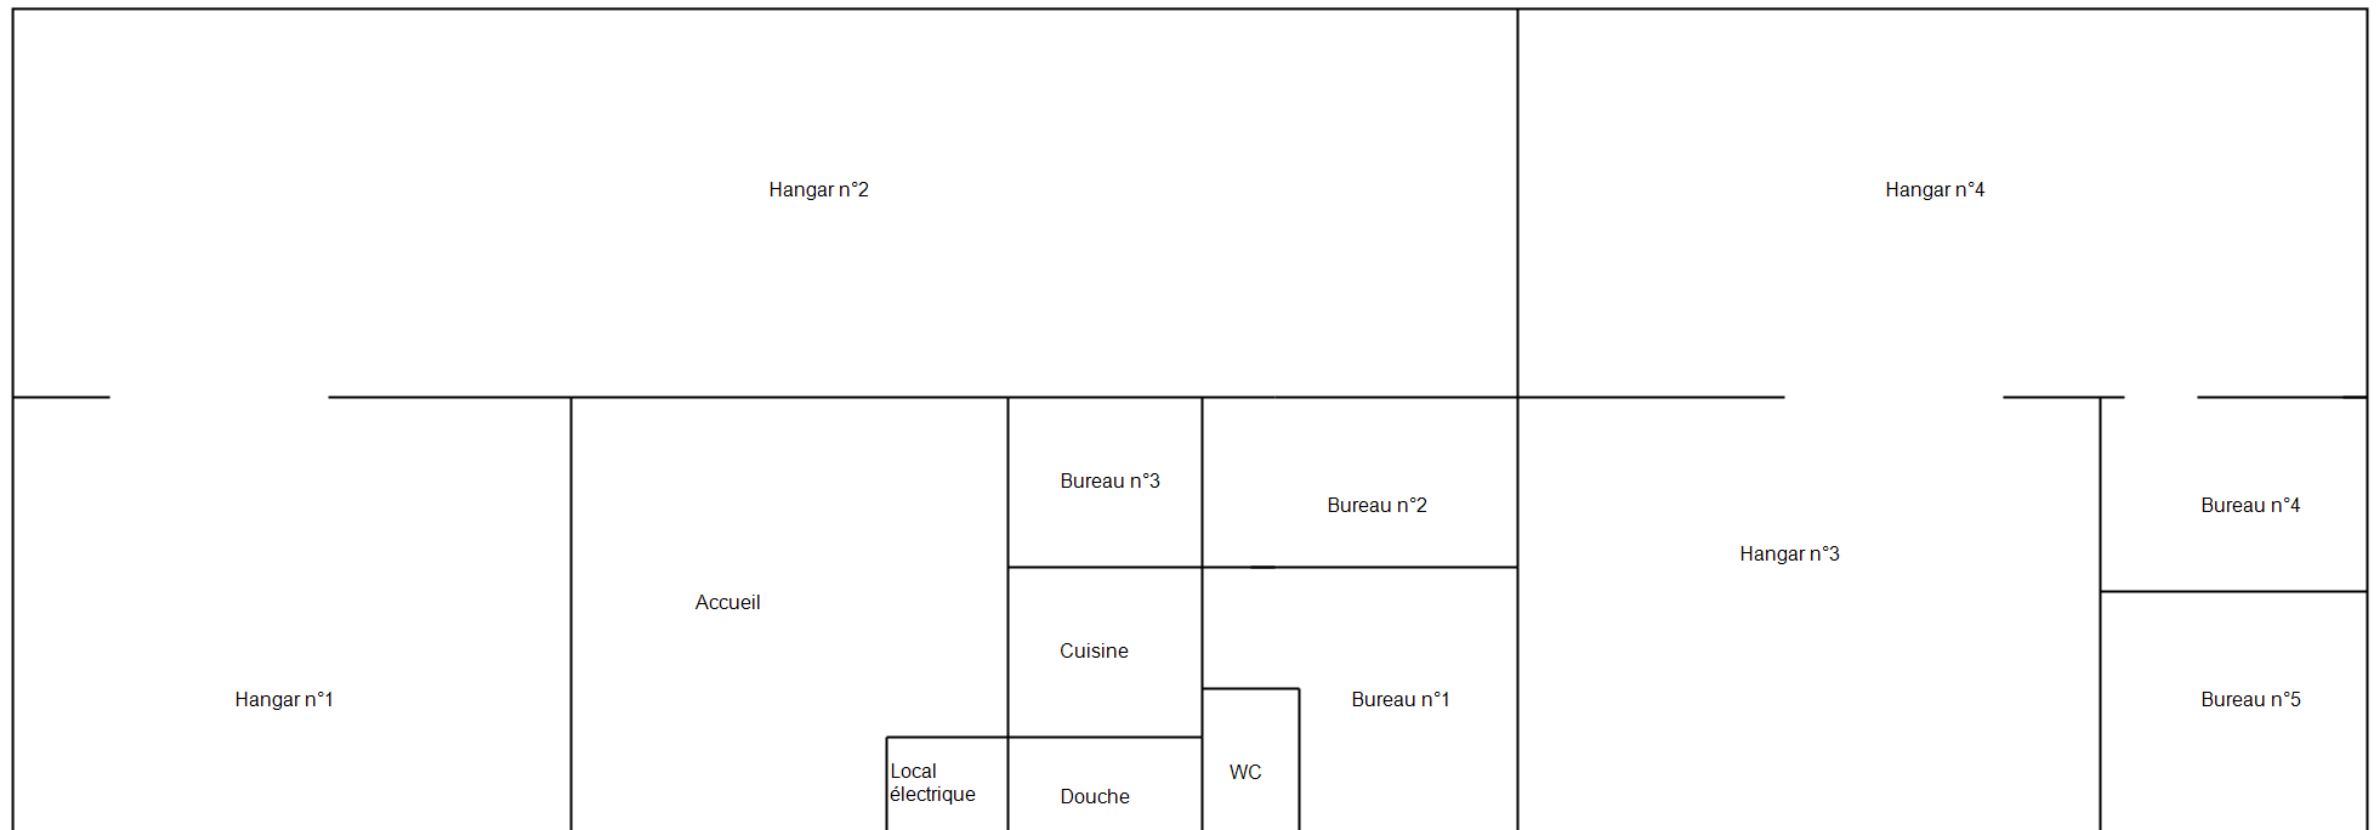 Hangar n°2
Hangar n°4
Bureau n°3
Bureau n°2
Bureau n°4
Hangar n°3
Accueil
Cuisine
Hangar n°1
Bureau n°1
Bureau n°5
Local
électrique
WC
Douche